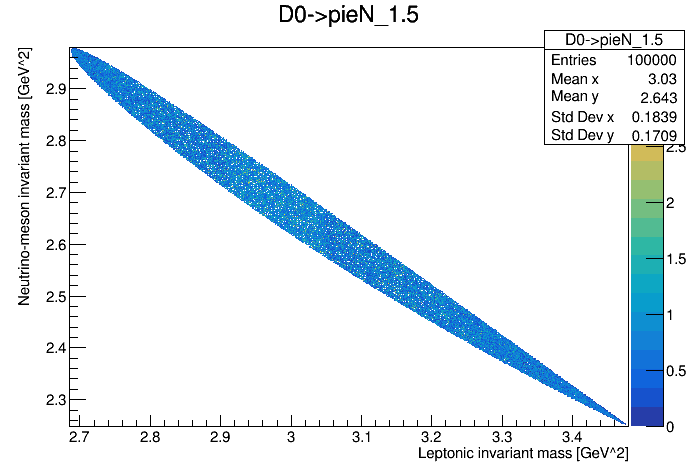 D0->pieN_1.5
D0->pieN_1.5
Entries 100000
Mean x 3.03
Mean y 2.643
Std Dev x 0.1839
Std Dev y 0.1709
Neutrino-meson invariant mass [GeV^2]
2.9
2.8
2.7
2.6
2.5
2.4
2.3
2.5
2
1.5
1
0.5
0
2.7 2.8 2.9 3 3.1 3.2 3.3 3.4
Leptonic invariant mass [GeV^2]